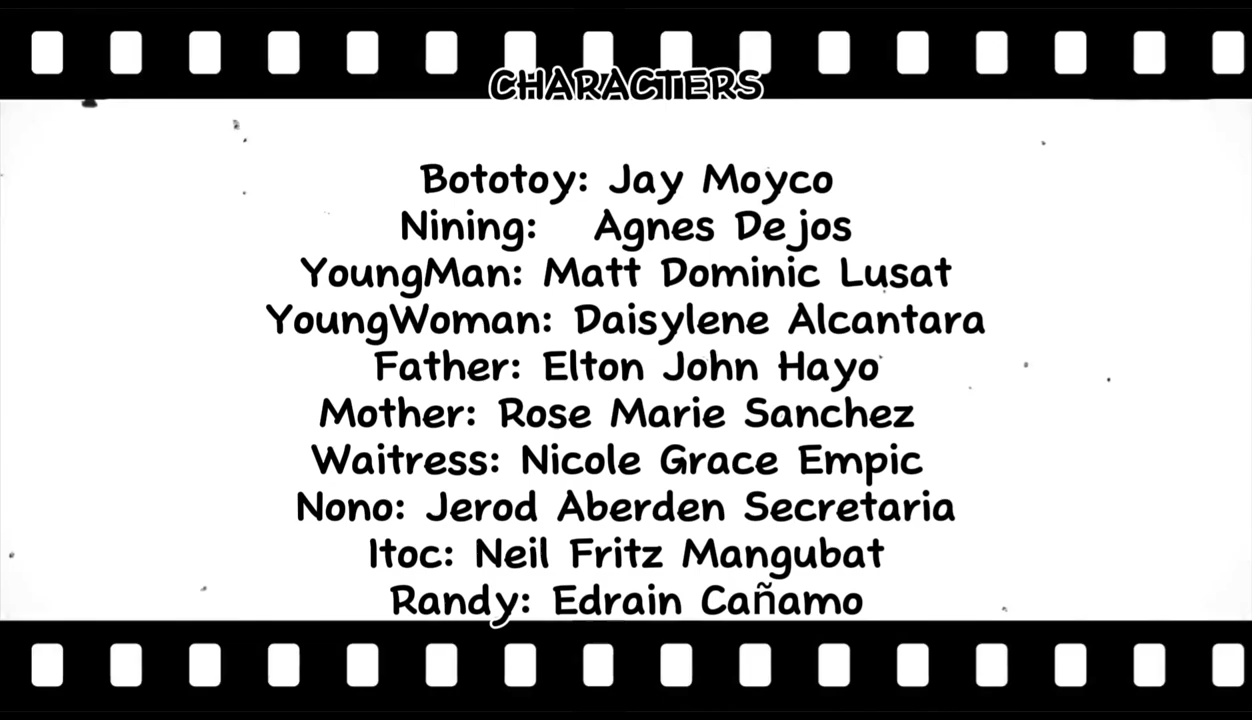 CHARACTERS
Bototoy: Jay Moyco
Nining: Agnes Dejos
YoungMan: Matt Dominic Lusat
YoungWoman: Daisylene Alcantara
Father: Elton John Hayo
Mother: Rose Marie Sanchez
Waitress: Nicole Grace Empic
Nono: Jerod Aberden Secretaria
Itoc: Neil Fritz Mangubat
Randy: Edrain Cañamo